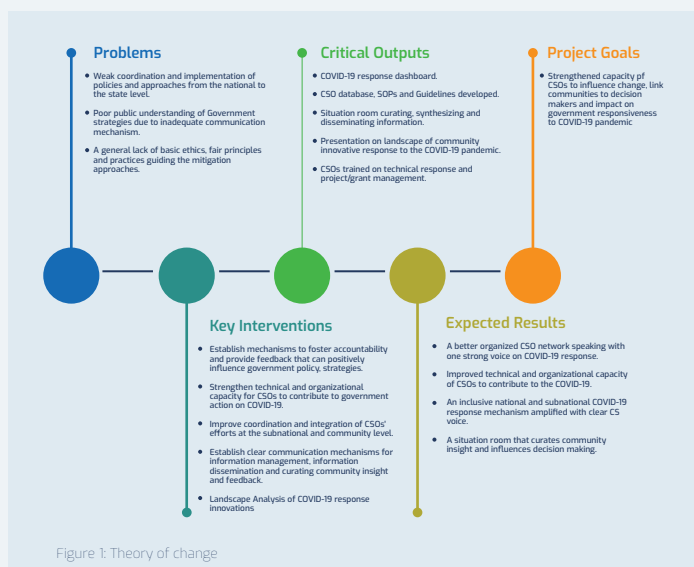 Problems
• Weak coordination and implementation of
policies and approaches from the national to
the state level.
• Poor public understanding of Government
strategies due to inadequate communication
mechanism.
• A general lack of basic ethics, fair principles
and practices guiding the mitigation
approaches.
Critical Outputs
• COVID-19 response dashboard.
• CSO database, SOPs and Guidelines developed.
• Situation room curating, synthesizing and
disseminating information.
• Presentation on landscape of community
innovative response to the COVID-19 pandemic.
• CSOs trained on technical response and
project/grant management.
Project Goals
• Strengthened capacity pf
CSOs to influence change, link
communities to decision
makers and impact on
government responsiveness
to COVID-19 pandemic
Key Interventions
• Establish mechanisms to foster accountability
and provide feedback that can positively
influence government policy, strategies.
• Strengthen technical and organizational
capacity for CSOs to contribute to government
action on COVID-19.
• Improve coordination and integration of CSOs'
efforts at the subnational and community level.
• Establish clear communication mechanisms for
information management, information
dissemination and curating community insight
and feedback.
• Landscape Analysis of COVID-19 response
innovations
Expected Results
• A better organized CSO network speaking with
one strong voice on COVID-19 response.
• Improved technical and organizational capacity
of CSOs to contribute to the COVID-19.
• An inclusive national and subnational COVID-19
response mechanism amplified with clear CS
voice.
• A situation room that curates community
insight and influences decision making.
Figure 1: Theory of change